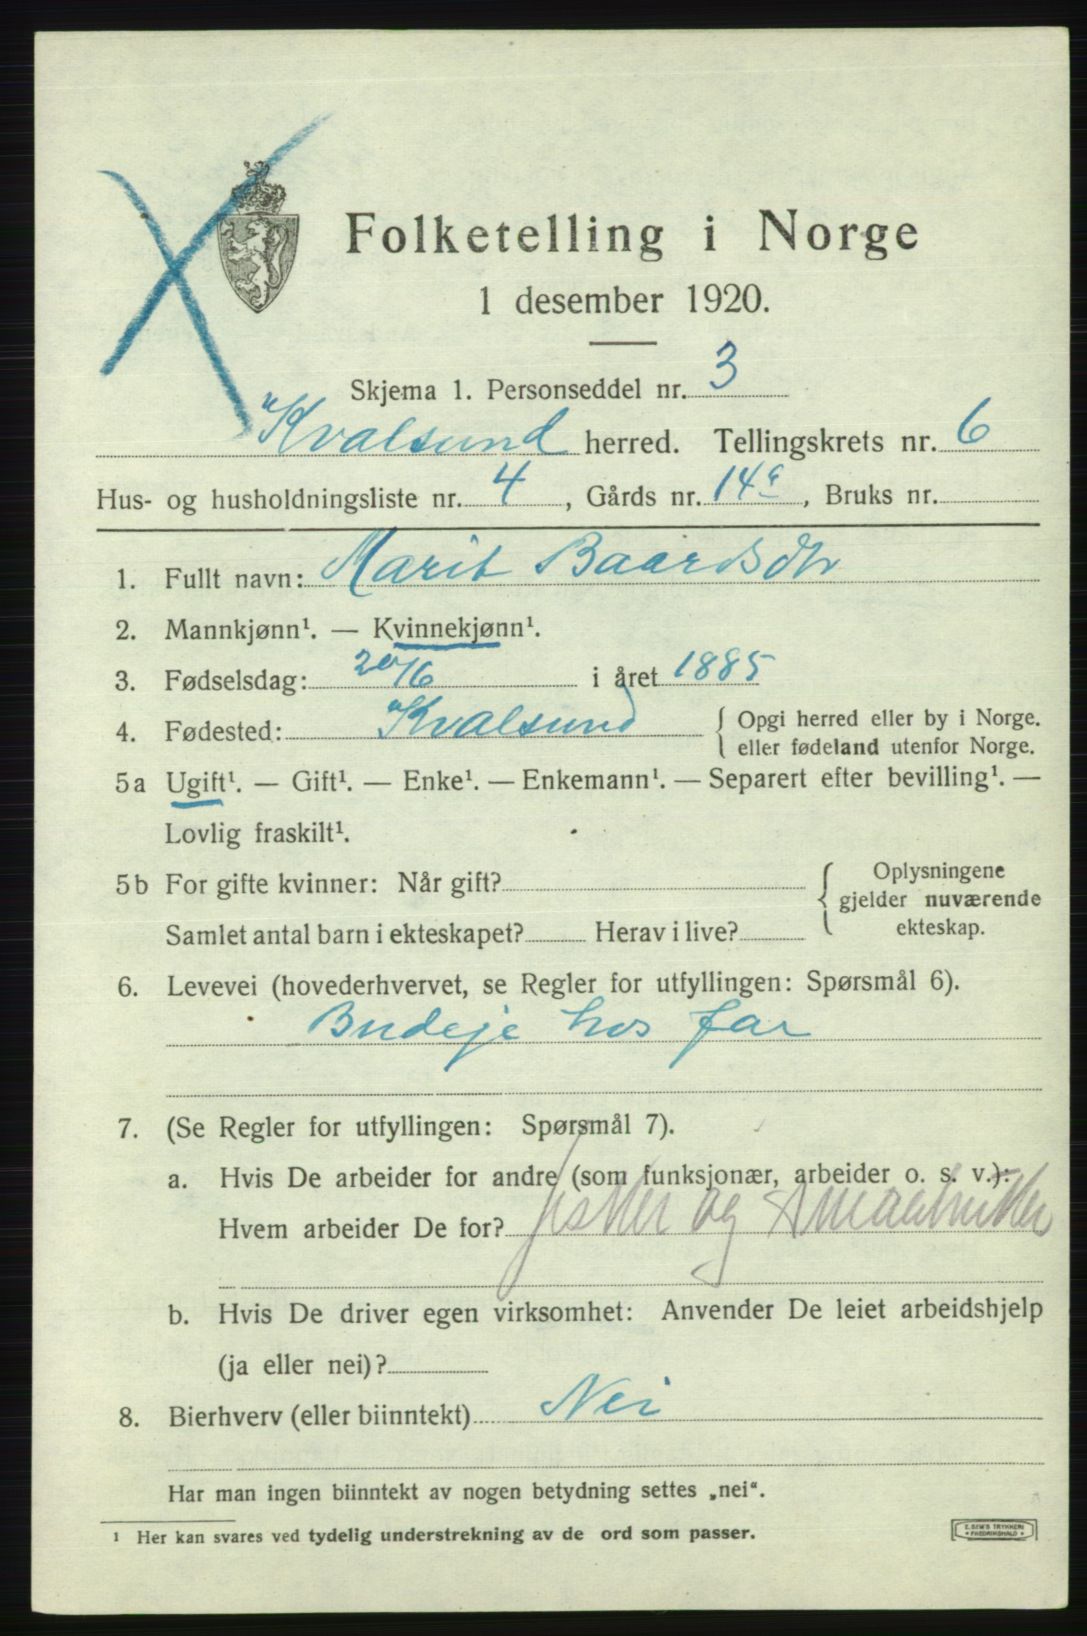 Folketelling i Norge
1 desember 1920.
Skjema 1. Personseddel nr. 3
Kvalsund herred. Tellingskrets nr. 6
Hus- og husholdningsliste nr. 4, Gårds nr. 14a, Bruks nr.
1. Fullt navn: Marit Baardsdtr
2. Mannkjønn¹. — Kvinnekjønn¹.
3. Fødselsdag: 20/6 i året 1885
4. Fødested: Kvalsund { Opgi herred eller by i Norge.
eller fødeland utenfor Norge.
5a Ugift¹. — Gift¹. — Enke¹. — Enkemann¹. — Separert efter bevilling¹. —
Lovlig fraskilt¹.
5b For gifte kvinner: Når gift? { Oplysningene
gjelder nuværende
ekteskap.
Samlet antal barn i ekteskapet? Herav i live?
6. Levevei (hovederhvervet, se Regler for utfyllingen: Spørsmål 6).
Budeje hos far
7. (Se Regler for utfyllingen: Spørsmål 7).
a. Hvis De arbeider for andre (som funksjonær, arbeider o. s. v.):
Hvem arbeider De for? fisker og Smaabruker
b. Hvis De driver egen virksomhet: Anvender De leiet arbeidshjelp
(ja eller nei)?
8. Bierhverv (eller biinntekt) Nei
Har man ingen biinntekt av nogen betydning settes „nei“.
¹ Her kan svares ved tydelig understrekning av de ord som passer.
E. SEM'S TRYKKERI
FREDRIKSHALD